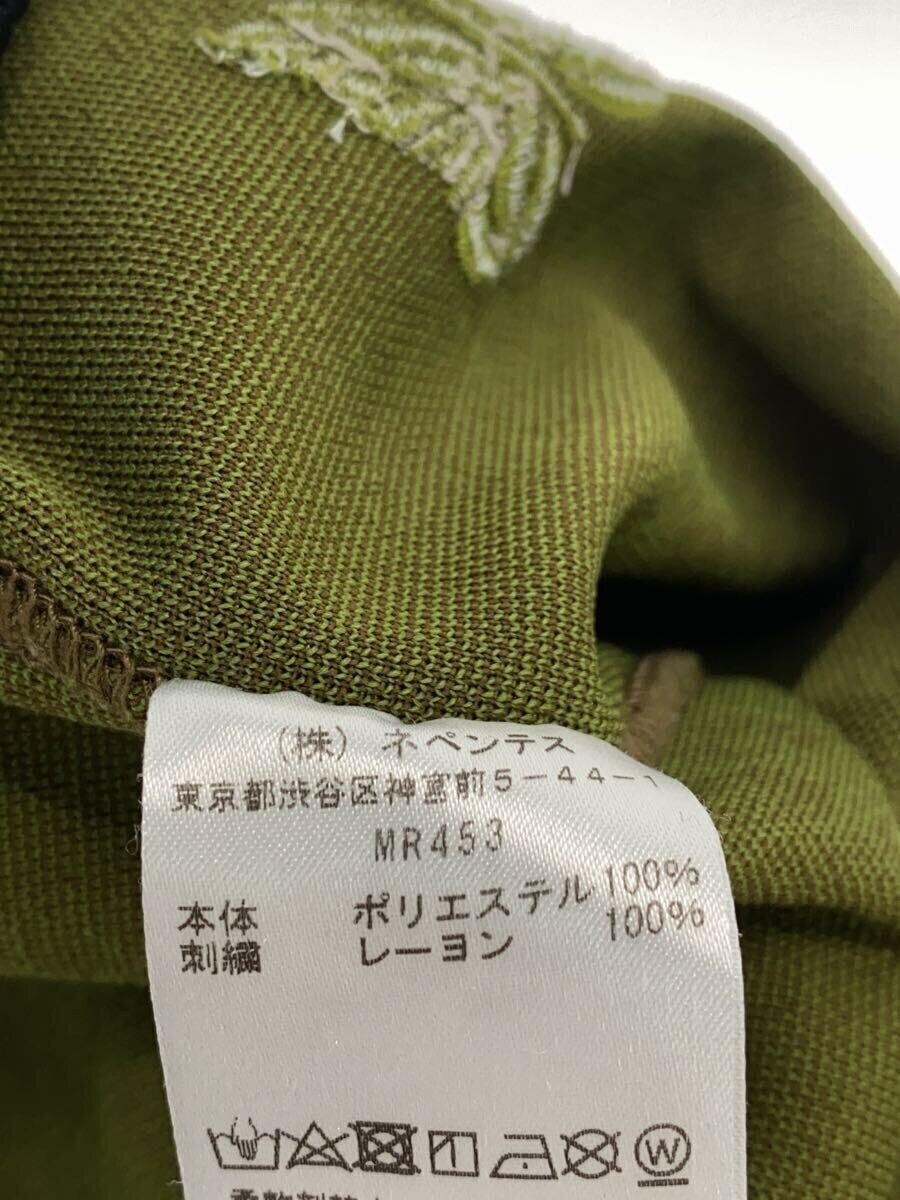 (株) ネペンテス
東京都渋谷区神宮前5-44-1
MR453
本体 ポリエステル 100%
刺繍 レーヨン 100%
W